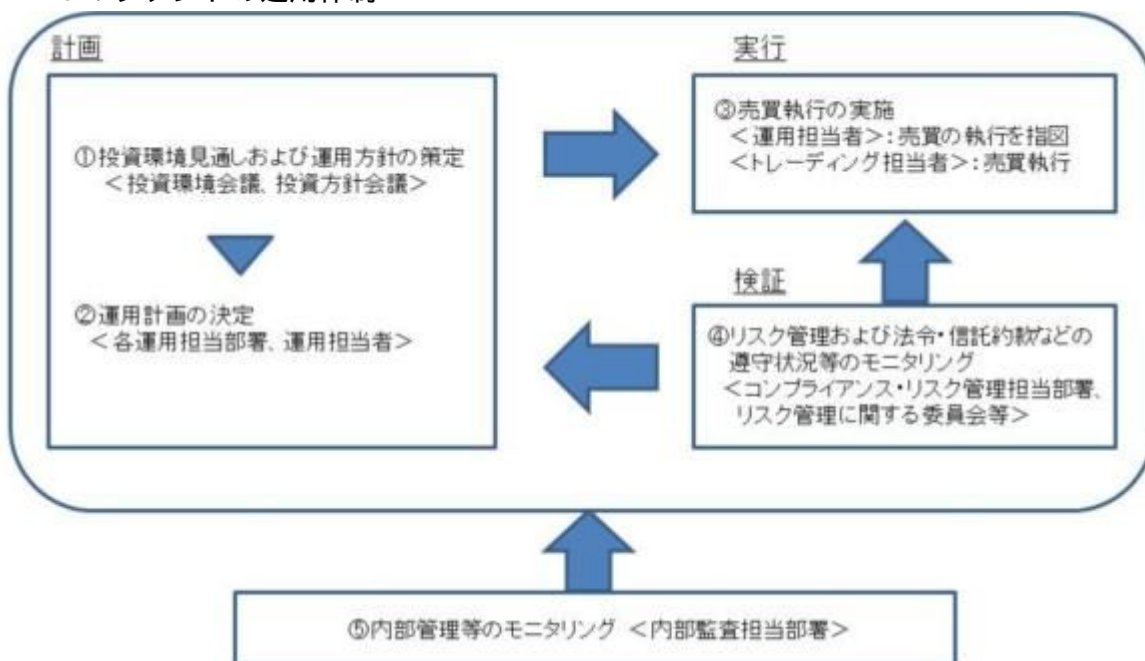 計画
①投資環境見通しおよび運用方針の策定
＜投資環境会議、投資方針会議＞
②運用計画の決定
＜各運用担当部署、運用担当者＞
実行
③売買執行の実施
＜運用担当者＞：売買の執行を指図
＜トレーディング担当者＞：売買執行
検証
④リスク管理および法令・信託約款などの
遵守状況等のモニタリング
＜コンプライアンス・リスク管理担当部署、
リスク管理に関する委員会等＞
⑤内部管理等のモニタリング ＜内部監査担当部署＞